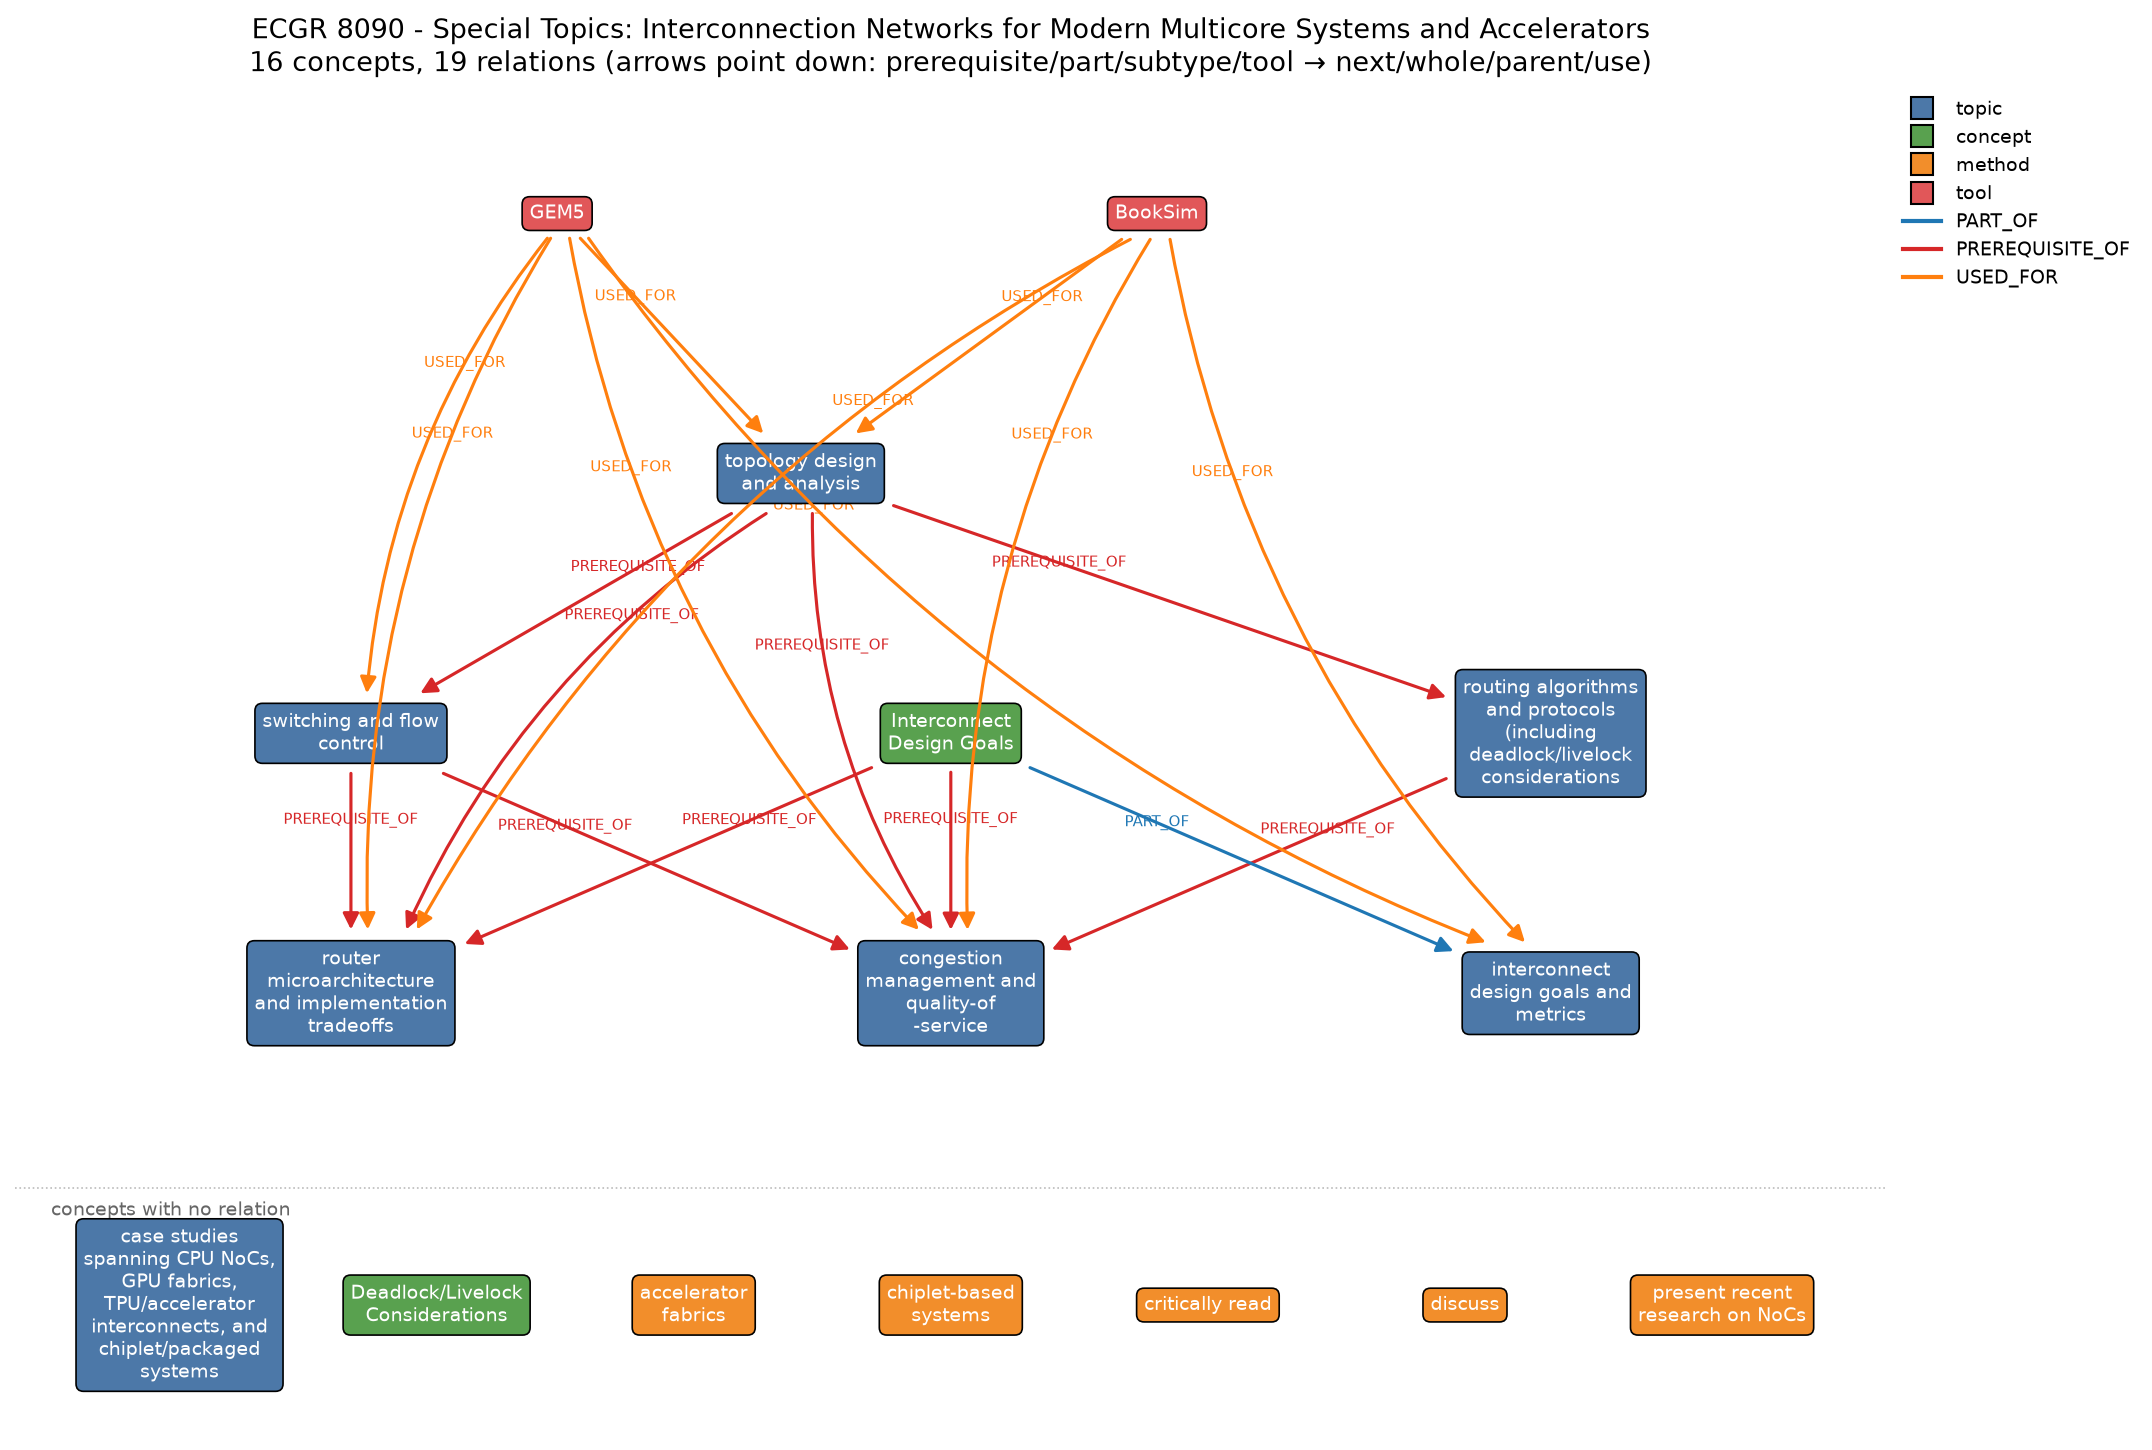 ECGR 8090 - Special Topics: Interconnection Networks for Modern Multicore Systems and Accelerators
16 concepts, 19 relations (arrows point down: prerequisite/part/subtype/tool → next/whole/parent/use)
topic
concept
method
tool
PART_OF
PREREQUISITE_OF
USED_FOR
GEM5
BookSim
USED_FOR
USED_FOR
USED_FOR
USED_FOR
USED_FOR
USED_FOR
USED_FOR
USED_FOR
topology design
and analysis
USED_FOR
PREREQUISITE_OF
PREREQUISITE_OF
PREREQUISITE_OF
PREREQUISITE_OF
switching and flow
control
Interconnect
Design Goals
routing algorithms
and protocols
(including
deadlock/livelock
considerations
PREREQUISITE_OF
PREREQUISITE_OF
PREREQUISITE_OF
PREREQUISITE_OF
PART_OF
PREREQUISITE_OF
router
microarchitecture
and implementation
tradeoffs
congestion
management and
quality-of
-service
interconnect
design goals and
metrics
concepts with no relation
case studies
spanning CPU NoCs,
GPU fabrics,
TPU/accelerator
interconnects, and
chiplet/packaged
systems
Deadlock/Livelock
Considerations
accelerator
fabrics
chiplet-based
systems
critically read
discuss
present recent
research on NoCs